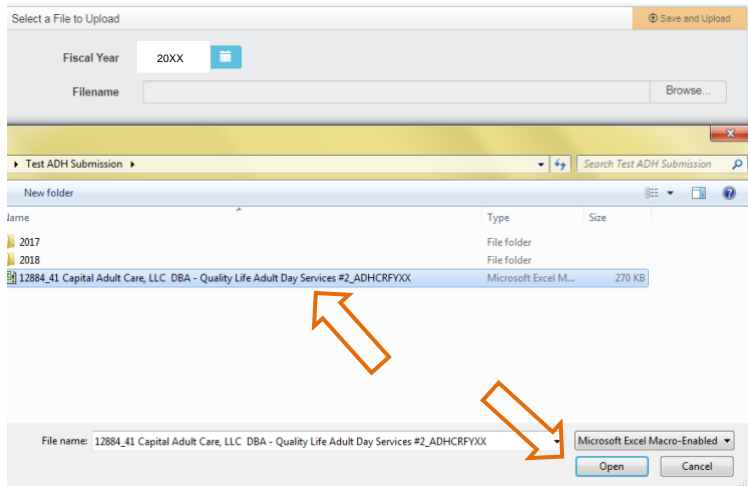 Select a File to Upload Save and Upload
Fiscal Year 20XX
Filename Browse...
X
Test ADH Submission Search Test ADH Submission
New folder
Name Type Size
2017 File folder
2018 File folder
12884_41 Capital Adult Care, LLC DBA - Quality Life Adult Day Services #2_ADHCRFYXX Microsoft Excel M... 270 KB
File name: 12884_41 Capital Adult Care, LLC DBA - Quality Life Adult Day Services #2_ADHCRFYXX Microsoft Excel Macro-Enabled
Open Cancel